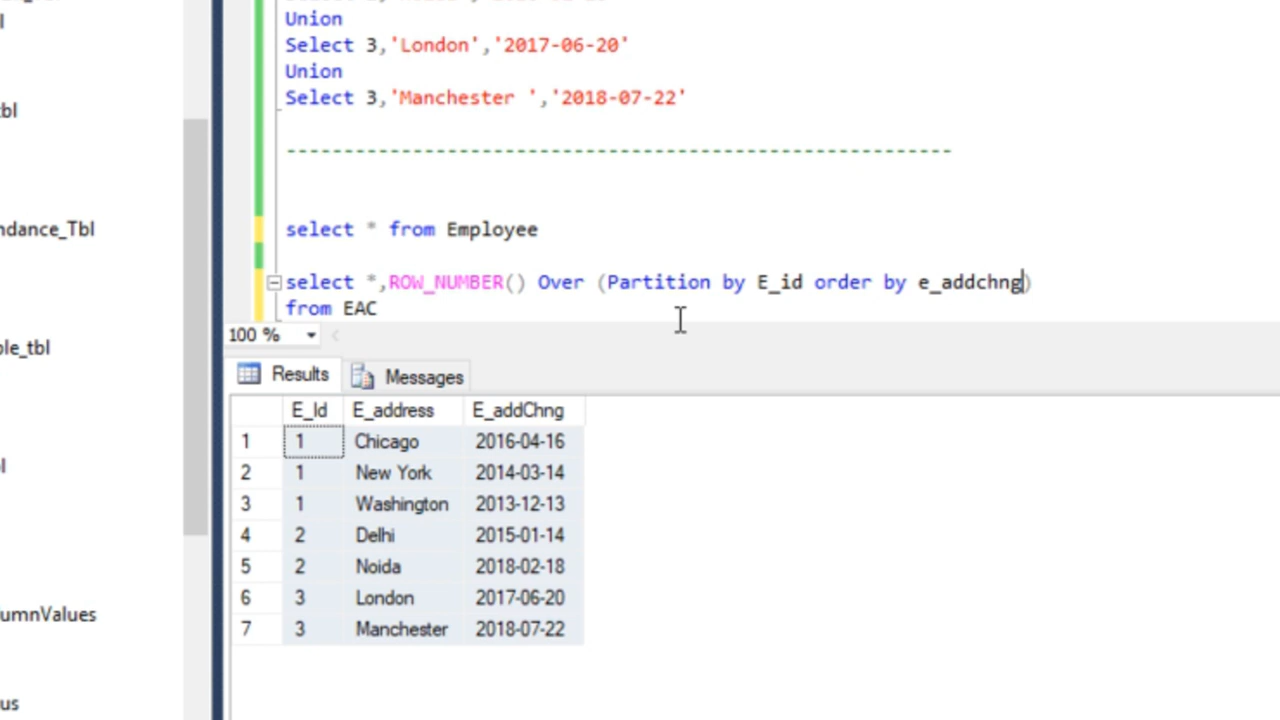 Union
Select 3,'London','2017-06-20'
Union
Select 3,'Manchester ','2018-07-22'
------------------------------------------------------------
select * from Employee
select *,ROW_NUMBER() Over (Partition by E_id order by e_addchng)
from EAC
100 %
Results Messages
E_Id E_address E_addChng
1 1 Chicago 2016-04-16
2 1 New York 2014-03-14
3 1 Washington 2013-12-13
4 2 Delhi 2015-01-14
5 2 Noida 2018-02-18
6 3 London 2017-06-20
7 3 Manchester 2018-07-22
ndance_Tbl
ole_tbl
umnValues
us